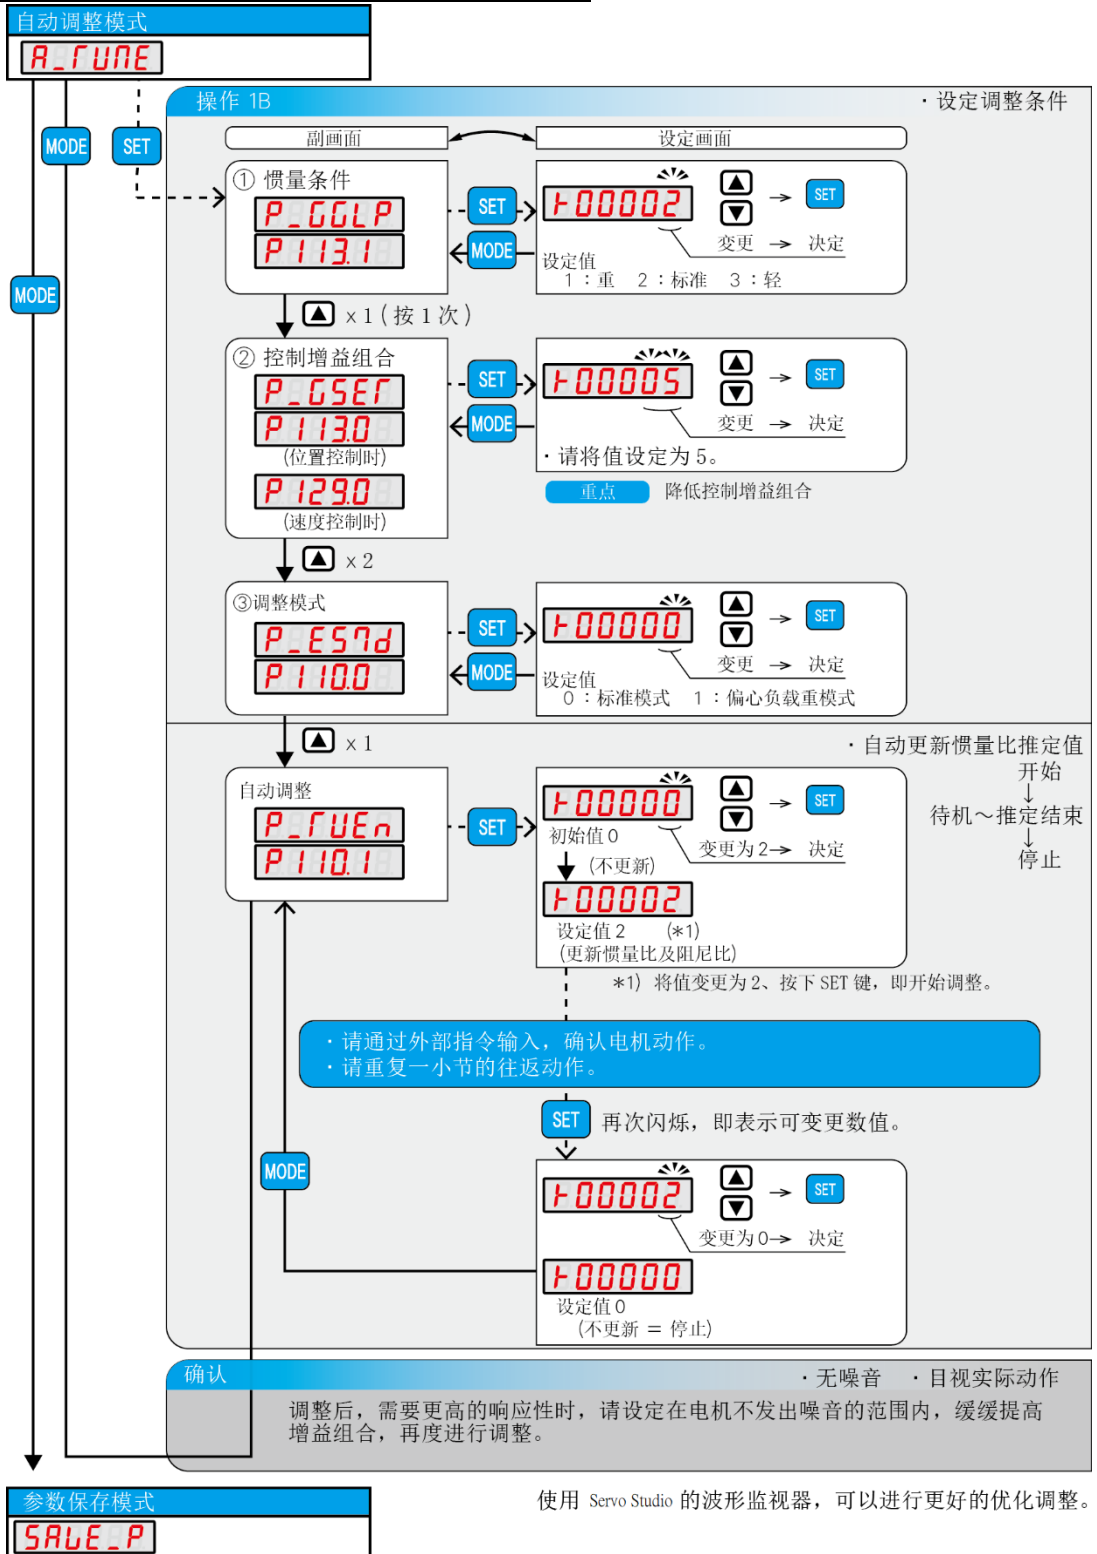 自动调整模式
A_TUNE
MODE
SET
MODE
操作 1B
·设定调整条件
副画面
设定画面
① 惯量条件
P_GGLP
P113.1
SET
MODE
00002
设定值
1：重 2：标准 3：轻
→ SET
变更 → 决定
▲ ×1(按1次)
② 控制增益组合
P_GSET
P113.0
(位置控制时)
P129.0
(速度控制时)
SET
MODE
00005
→ SET
变更 → 决定
·请将值设定为5。
重点 降低控制增益组合
▲ ×2
③调整模式
P_ESMd
P110.0
SET
MODE
00000
→ SET
变更 → 决定
设定值
0：标准模式 1：偏心负载重模式
▲ ×1
·自动更新惯量比推定值
开始
↓
待机～推定结束
↓
停止
自动调整
P_TUEn
P110.1
SET
00000
→ SET
初始值0
变更为2→ 决定
(不更新)
00002
设定值2 (*1)
(更新惯量比及阻尼比)
*1) 将值变更为2、按下SET键，即开始调整。
·请通过外部指令输入，确认电机动作。
·请重复一小节的往返动作。
SET 再次闪烁，即表示可变更数值。
MODE
00002
→ SET
变更为0→ 决定
00000
设定值0
(不更新 = 停止)
确认
·无噪音 ·目视实际动作
调整后，需要更高的响应性时，请设定在电机不发出噪音的范围内，缓缓提高
增益组合，再度进行调整。
参数保存模式
SAVE_P
使用 Servo Studio 的波形监视器，可以进行更好的优化调整。